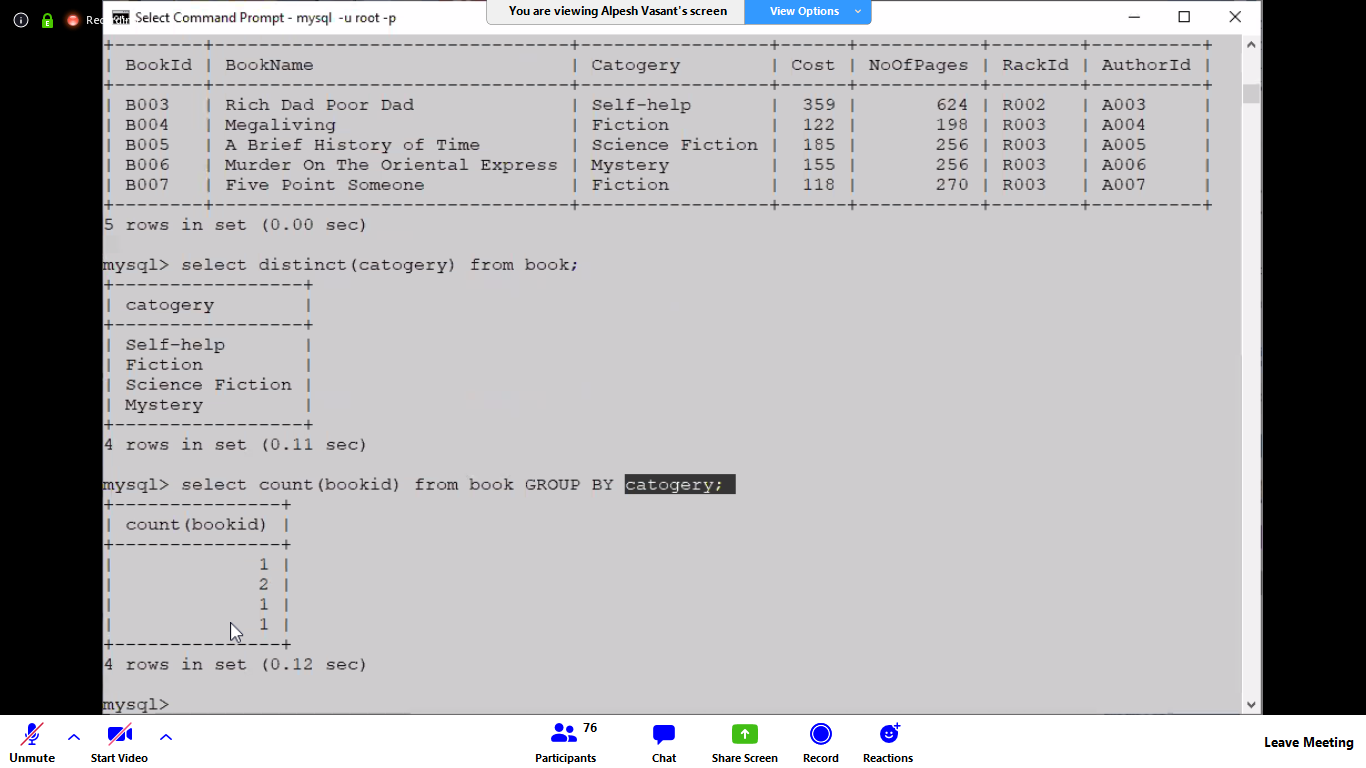 Recordin
Select Command Prompt - mysql -u root -p
You are viewing Alpesh Vasant's screen
View Options
+--------+-------------------------------+-----------------+------+-----------+--------+----------+
| BookId | BookName | Catogery | Cost | NoOfPages | RackId | AuthorId |
+--------+-------------------------------+-----------------+------+-----------+--------+----------+
| B003 | Rich Dad Poor Dad | Self-help | 359 | 624 | R002 | A003 |
| B004 | Megaliving | Fiction | 122 | 198 | R003 | A004 |
| B005 | A Brief History of Time | Science Fiction | 185 | 256 | R003 | A005 |
| B006 | Murder On The Oriental Express | Mystery | 155 | 256 | R003 | A006 |
| B007 | Five Point Someone | Fiction | 118 | 270 | R003 | A007 |
+--------+-------------------------------+-----------------+------+-----------+--------+----------+
5 rows in set (0.00 sec)
mysql> select distinct(catogery) from book;
+-----------------+
| catogery |
+-----------------+
| Self-help |
| Fiction |
| Science Fiction |
| Mystery |
+-----------------+
4 rows in set (0.11 sec)
mysql> select count(bookid) from book GROUP BY catogery;
+---------------+
| count(bookid) |
+---------------+
| 1 |
| 2 |
| 1 |
| 1 |
+---------------+
4 rows in set (0.12 sec)
mysql>
Unmute
Start Video
Participants
76
Chat
Share Screen
Record
Reactions
Leave Meeting